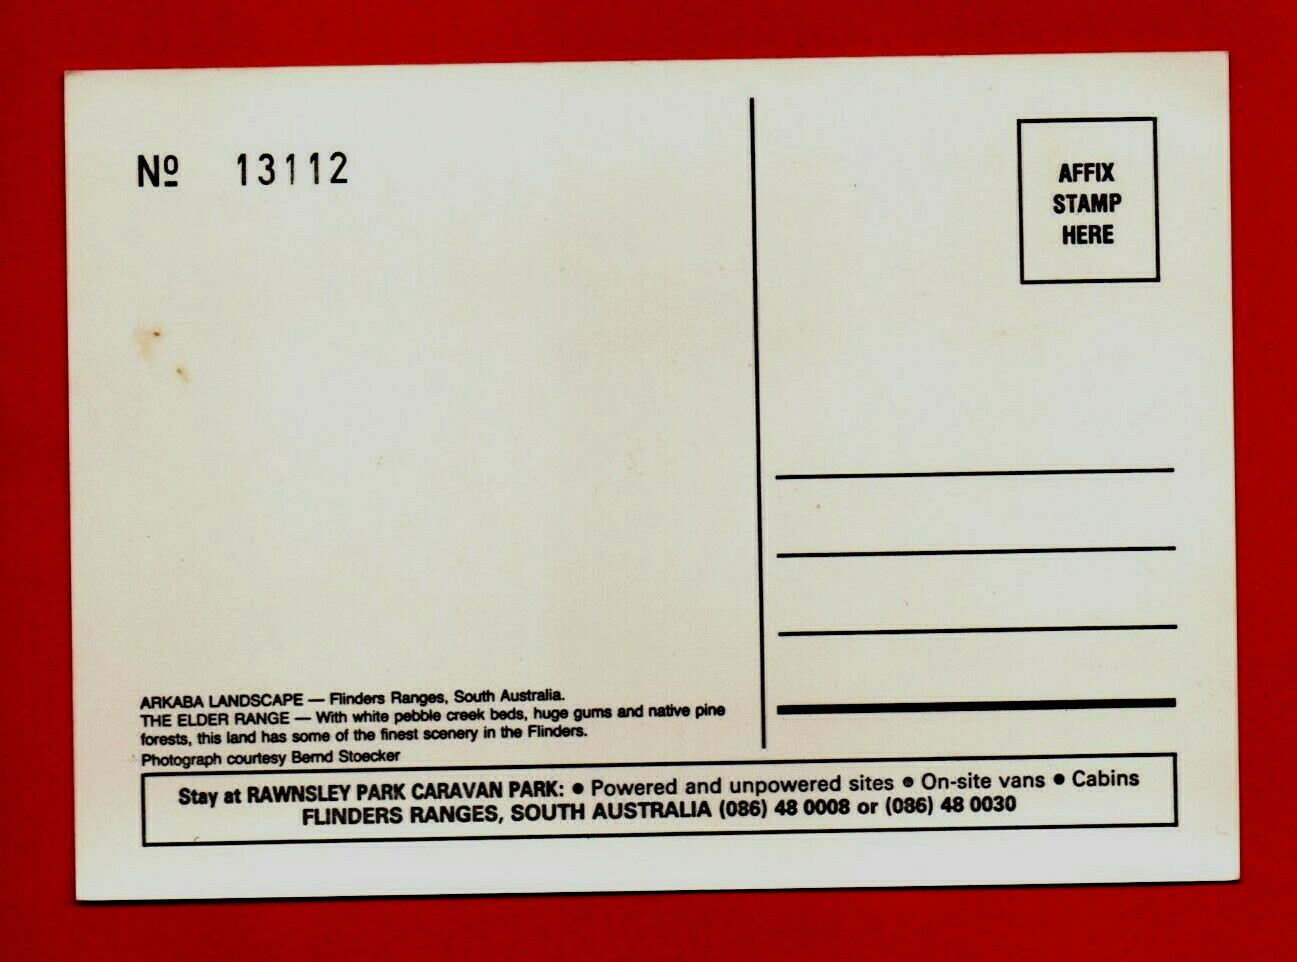 Nº 13112
AFFIX
STAMP
HERE
ARKABA LANDSCAPE — Flinders Ranges, South Australia.
THE ELDER RANGE — With white pebble creek beds, huge gums and native pine
forests, this land has some of the finest scenery in the Flinders.
Photograph courtesy Bernd Stoecker
Stay at RAWNSLEY PARK CARAVAN PARK: ● Powered and unpowered sites ● On-site vans ● Cabins
FLINDERS RANGES, SOUTH AUSTRALIA (086) 48 0008 or (086) 48 0030